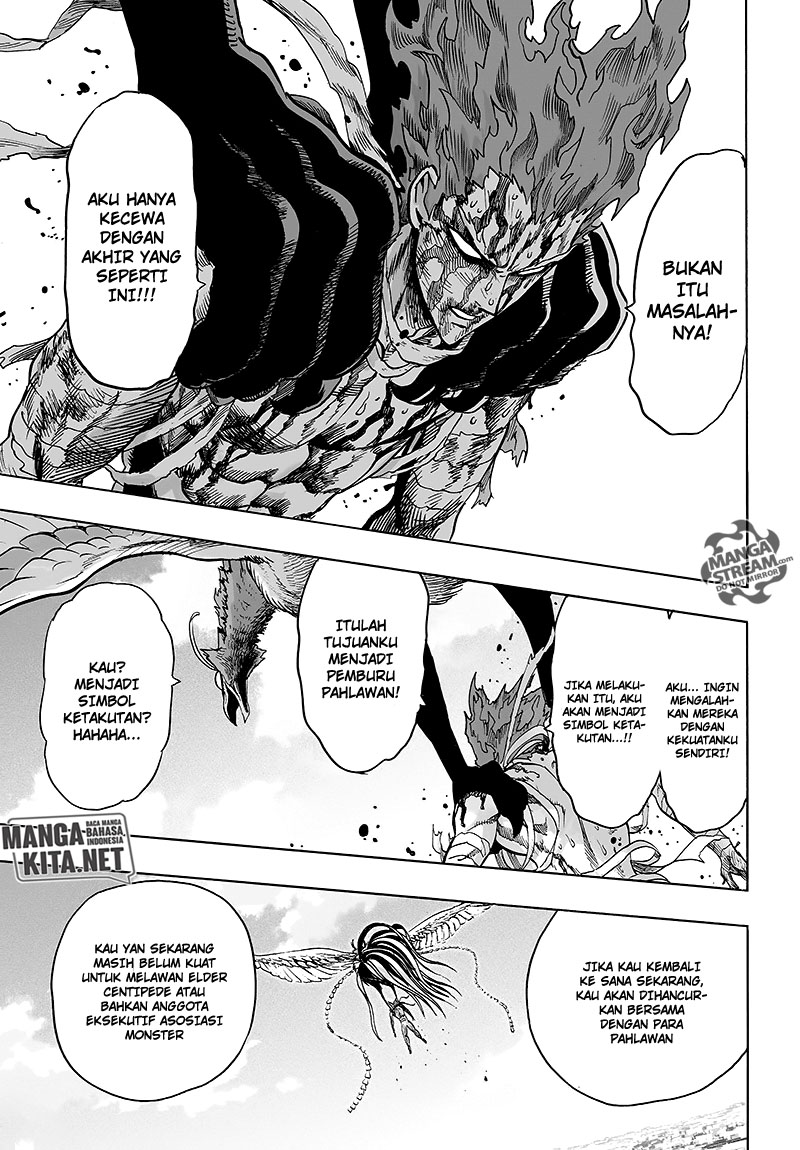 BUKAN
ITU
MASALAH-
NYA!
AKU HANYA
KECEWA
DENGAN
AKHIR YANG
SEPERTI
INI!!!
MANGA
STREAM.com
DO NOT MIRROR
AKU... INGIN
MENGALAH-
KAN MEREKA
DENGAN
KEKUATANKU
SENDIRI!
JIKA MELAKU-
KAN ITU, AKU
AKAN MENJADI
SIMBOL KETA-
KUTAN...!!
ITULAH
TUJUANKU
MENJADI
PEMBURU
PAHLAWAN!
KAU?
MENJADI
SIMBOL
KETAKUTAN?
HAHAHA...
MANGA
-KITA.NET
BACA MANGA
BAHASA
INDONESIA
JIKA KAU KEMBALI
KE SANA SEKARANG,
KAU AKAN DIHANCUR-
KAN BERSAMA
DENGAN PARA
PAHLAWAN
KAU YAN SEKARANG
MASIH BELUM KUAT
UNTUK MELAWAN ELDER
CENTIPEDE ATAU
BAHKAN ANGGOTA
EKSEKUTIF ASOSIASI
MONSTER